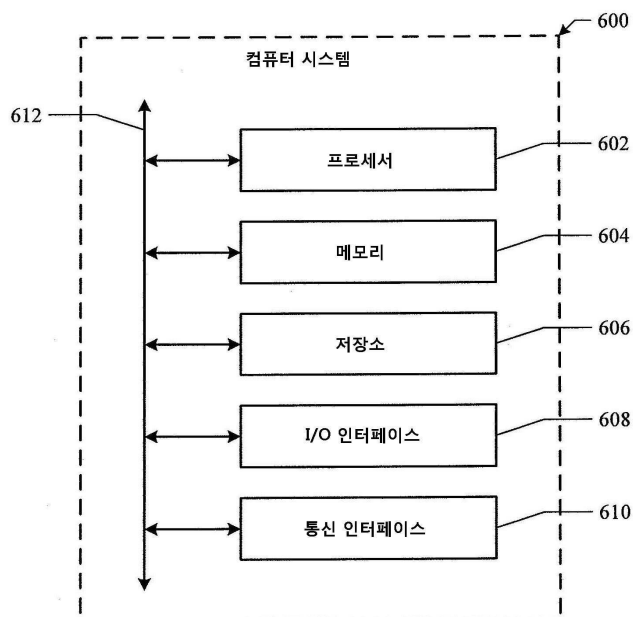 600
컴퓨터 시스템
612
프로세서
602
메모리
604
저장소
606
I/O 인터페이스
608
통신 인터페이스
610